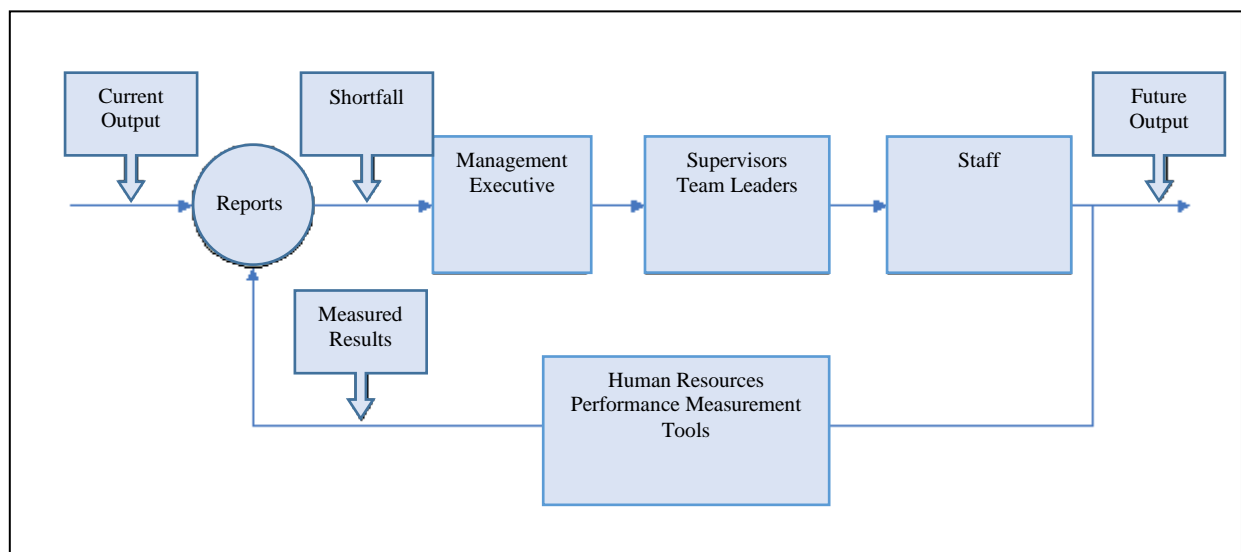 Current
Output
Shortfall
Future
Output
Management
Executive
Supervisors
Team Leaders
Staff
Reports
Measured
Results
Human Resources
Performance Measurement
Tools